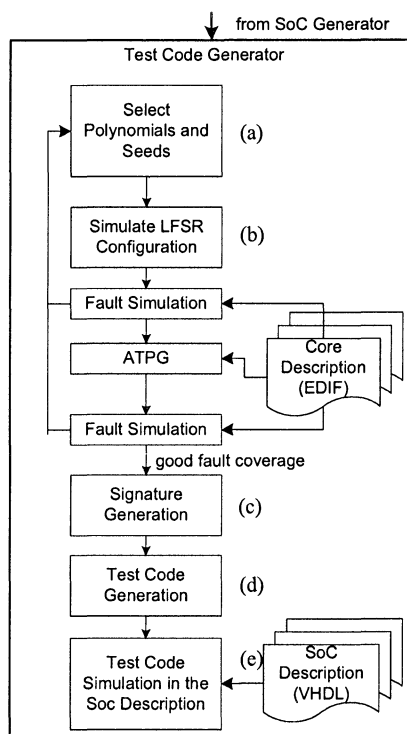 from SoC Generator
Test Code Generator
Select
Polynomials and
Seeds
(a)
Simulate LFSR
Configuration
(b)
Fault Simulation
ATPG
Core
Description
(EDIF)
Fault Simulation
good fault coverage
Signature
Generation
(c)
Test Code
Generation
(d)
Test Code
Simulation in the
Soc Description
(e)
SoC
Description
(VHDL)